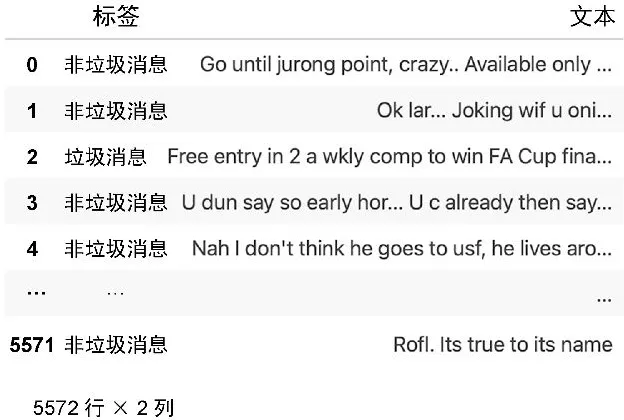 标签 文本
0 非垃圾消息 Go until jurong point, crazy.. Available only ...
1 非垃圾消息 Ok lar... Joking wif u oni...
2 垃圾消息 Free entry in 2 a wkly comp to win FA Cup fina...
3 非垃圾消息 U dun say so early hor... U c already then say...
4 非垃圾消息 Nah I don't think he goes to usf, he lives aro...
... ... ...
5571 非垃圾消息 Rofl. Its true to its name
5572 行 × 2 列